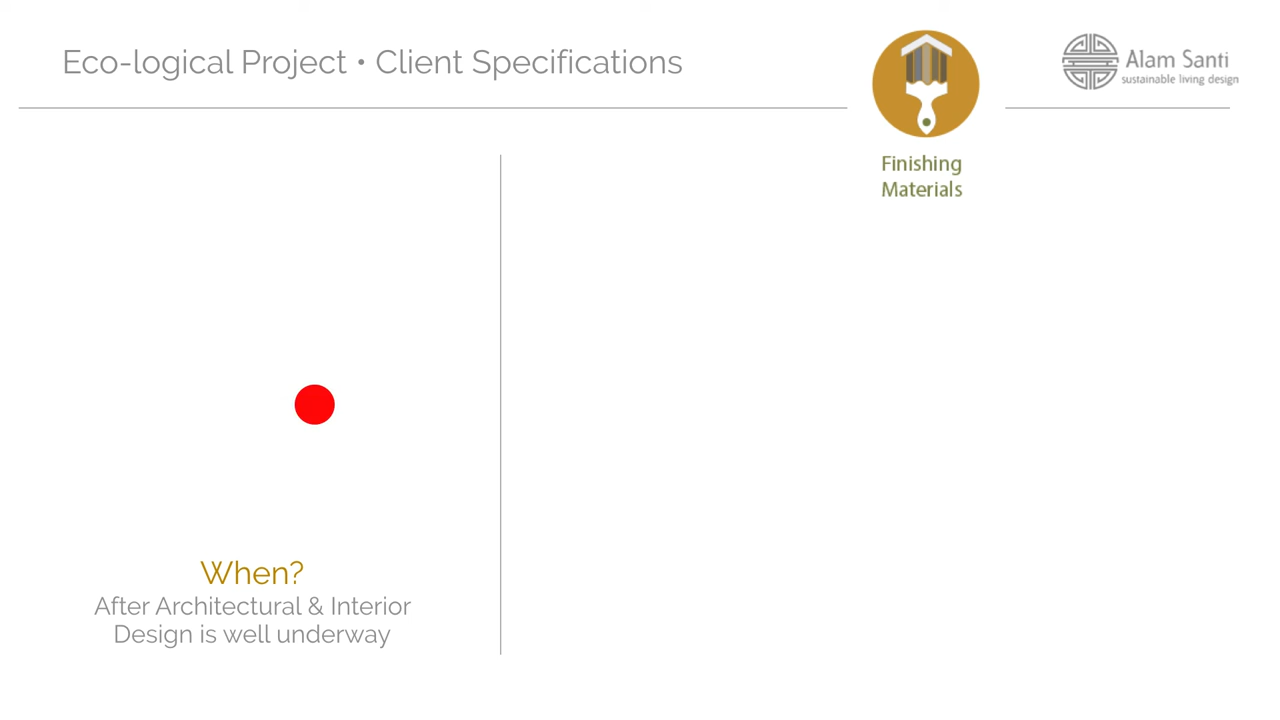 Eco-logical Project • Client Specifications
Alam Santi
sustainable living design
Finishing
Materials
When?
After Architectural & Interior
Design is well underway